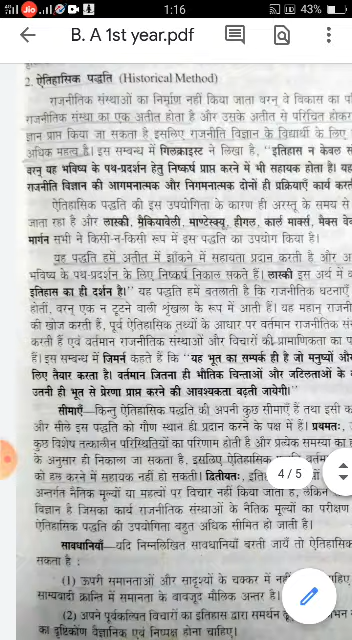 Jio
1:16
43%
B. A 1st year.pdf
2. ऐतिहासिक पद्धति (Historical Method)
राजनीतिक संस्थाओं का निर्माण नहीं किया जाता वरन् वे विकास का प
राजनीतिक संस्था का एक अतीत होता है और उसके अतीत से परिचित होकर
ज्ञान प्राप्त किया जा सकता है इसलिए राजनीति विज्ञान के विद्यार्थी के लिए
अधिक महत्व है। इस सम्बन्ध में गिलक्राइस्ट ने लिखा है, "इतिहास न केवल स
वरन् यह भविष्य के पथ-प्रदर्शन हेतु निष्कर्ष प्राप्त करने में भी सहायक होता है। यह
राजनीति विज्ञान की आगमनात्मक और निगमनात्मक दोनों ही प्रक्रियाएँ कार्य करत
ऐतिहासिक पद्धति की इस उपयोगिता के कारण ही अरस्तू के समय से
जाता रहा है और लास्की, मैकियावेली, माण्टेस्क्यू, हीगल, कार्ल मार्क्स, मैक्स वेब
मार्गन सभी ने किसी-न-किसी रूप में इस पद्धति का उपयोग किया है।
यह पद्धति हमें अतीत में झाँकने में सहायता प्रदान करती है और अ
भविष्य के पथ-प्रदर्शन के लिए निष्कर्ष निकाल सकते हैं। लास्की इस अर्थ में व
इतिहास का ही दर्शन है।" यह पद्धति हमें बतलाती है कि राजनीतिक घटनाएँ
होतीं, वरन् एक न टूटने वाली शृंखला के रूप में आती हैं। यह महान् राजनी
की खोज करती हैं, पूर्व ऐतिहासिक तथ्यों के आधार पर वर्तमान राजनीतिक सं
करती हैं एवं वर्तमान राजनीतिक संस्थाओं और विचारों की प्रामाणिकता का प
हैं। इस सम्बन्ध में जिमर्न कहते हैं कि "यह भूत का सम्पर्क ही है जो मनुष्यों और
लिए तैयार करता है। वर्तमान जितना ही भौतिक चिन्ताओं और जटिलताओं के
उतनी ही भूत से प्रेरणा प्राप्त करने की आवश्यकता बढ़ती जायेगी।"
सीमाएँ—किन्तु ऐतिहासिक पद्धति की अपनी कुछ सीमाएँ हैं तथा इसी क
और सीले इस पद्धति को गौण स्थान ही प्रदान करने के पक्ष में हैं। प्रथमतः,
कुछ विशेष तत्कालीन परिस्थितियों का परिणाम होती है और प्रत्येक समस्या का ह
के अनुसार ही निकाला जा सकता है, इसलिए ऐतिहासिक वर्तम
को हल करने में सहायक नहीं हो सकती। द्वितीयतः, इति
अन्तर्गत नैतिक मूल्यों या महत्वों पर विचार नहीं किया जाता है, लेकिन
विज्ञान है जिसका कार्य राजनीतिक संस्थाओं के नैतिक मूल्यों का परीक्षण
ऐतिहासिक पद्धति की उपयोगिता बहुत अधिक सीमित हो जाती है।
4 / 5
सावधानियाँ—यदि निम्नलिखित सावधानियाँ बरती जायँ तो ऐतिहासिक
सकता है :
(1) ऊपरी समानताओं और सादृश्यों के चक्कर में नहीं
साम्यवादी क्रान्ति में समानता के बावजूद मौलिक अन्तर है।
(2) अपने पूर्वकल्पित विचारों का इतिहास द्वारा समर्थन
का दृष्टिकोण वैज्ञानिक एवं निष्पक्ष होना चाहिए।